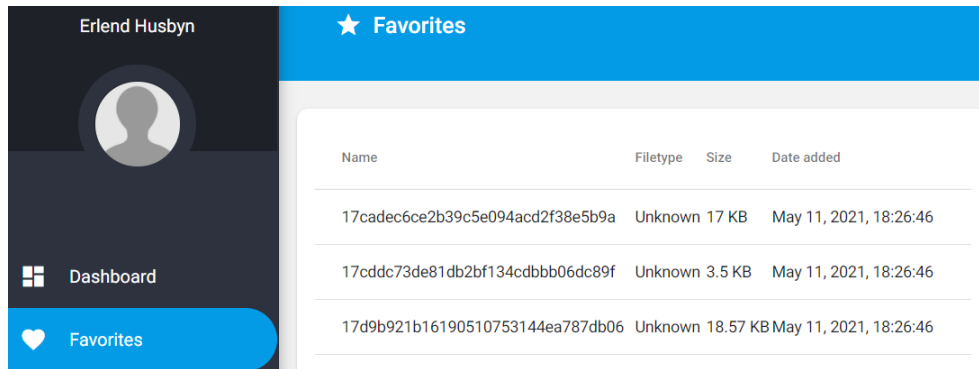 Erlend Husbyn
Favorites
Name Filetype Size Date added
17cadec6ce2b39c5e094acd2f38e5b9a Unknown 17 KB May 11, 2021, 18:26:46
Dashboard
17cddc73de81db2bf134cdbbb06dc89f Unknown 3.5 KB May 11, 2021, 18:26:46
Favorites
17d9b921b16190510753144ea787db06 Unknown 18.57 KB May 11, 2021, 18:26:46